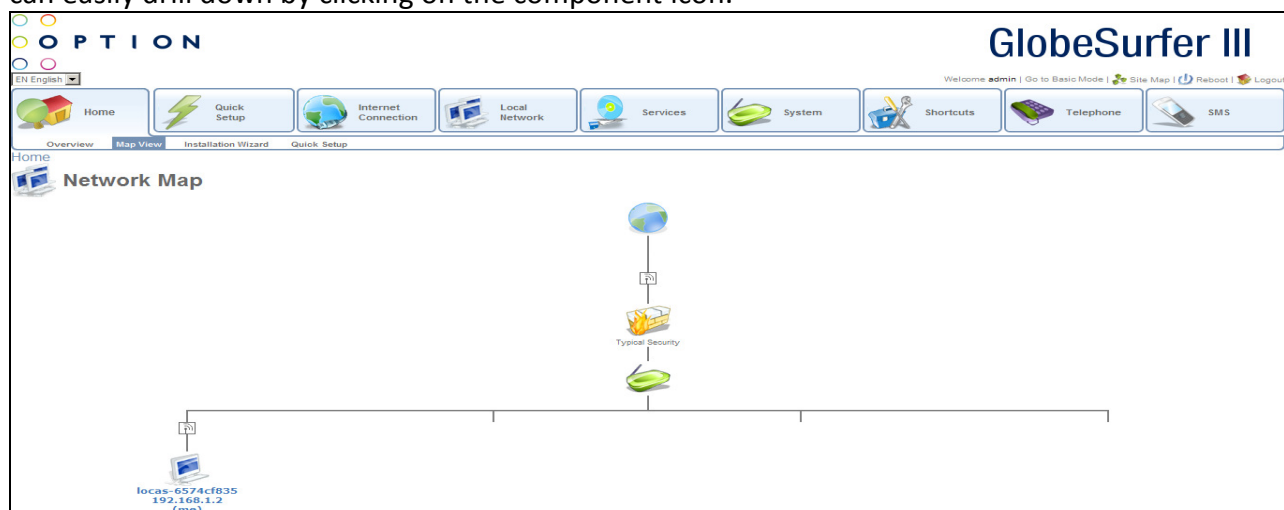 can easily drill down by clicking on the component icon.
OPTION
GlobeSurfer III
EN English
Welcome admin | Go to Basic Mode | Site Map | Reboot | Logout
Home
Quick Setup
Internet Connection
Local Network
Services
System
Shortcuts
Telephone
SMS
Overview Map View Installation Wizard Quick Setup
Home
Network Map
Typical Security
locas-6574cf835
192.168.1.2
(me)